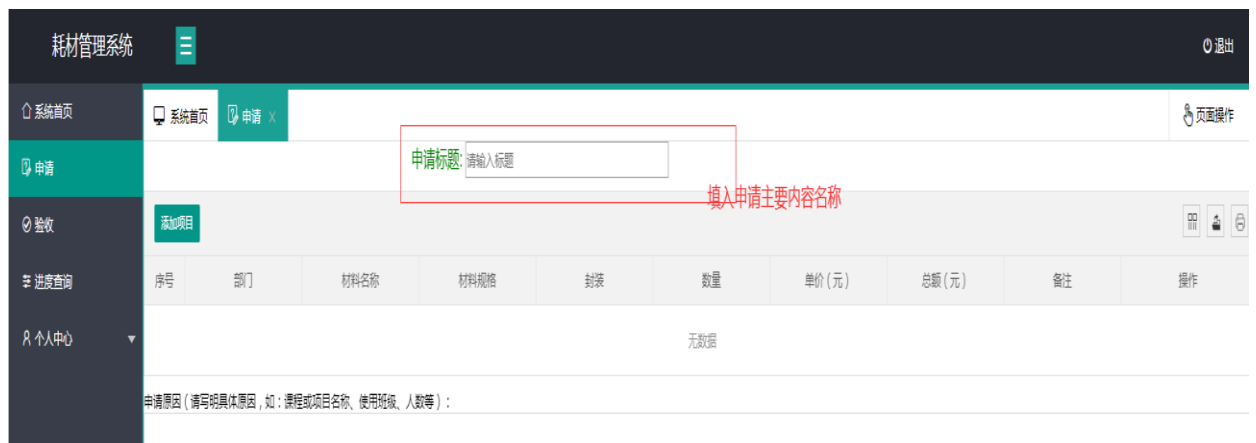 耗材管理系统
退出
系统首页
申请
验收
进度查询
个人中心
系统首页 申请 ×
页面操作
申请标题: 请输入标题
填入申请主要内容名称
添加项目
序号 部门 材料名称 材料规格 封装 数量 单价(元) 总额(元) 备注 操作
无数据
申请原因(请写明具体原因,如:课程或项目名称、使用班级、人数等):